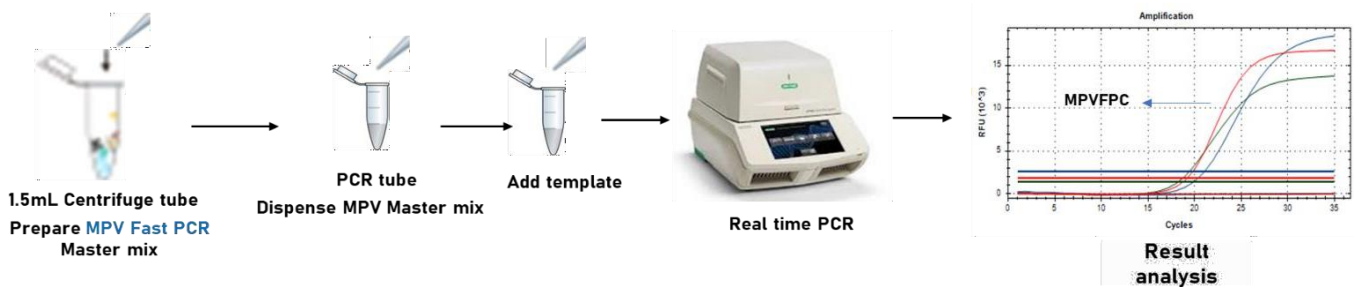 1.5mL Centrifuge tube
Prepare MPV Fast PCR
Master mix
PCR tube
Dispense MPV Master mix
Add template
Real time PCR
Amplification
MPVFPC
RFU (10^3)
15
10
5
0
0
5
10
15
20
25
30
35
Cycles
Result
analysis